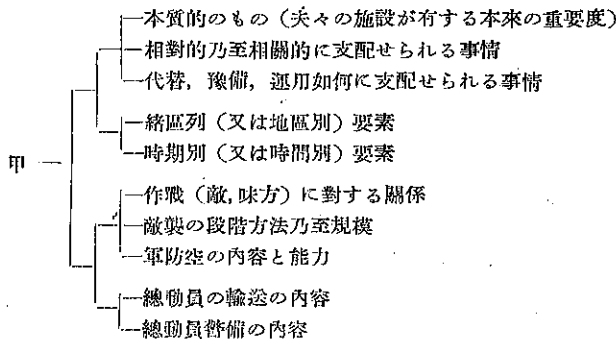 本質的のもの(夫々の施設が有する本來の重要度)
相對的乃至相關的に支配せられる事情
代替,豫備,運用如何に支配せられる事情
緒區列(又は地區別)要素
時期別(又は時間別)要素
甲
作戰(敵,味方)に對する關係
敵襲の段階方法乃至規模
軍防空の內容と能力
總動員の輸送の內容
總動員警備の內容